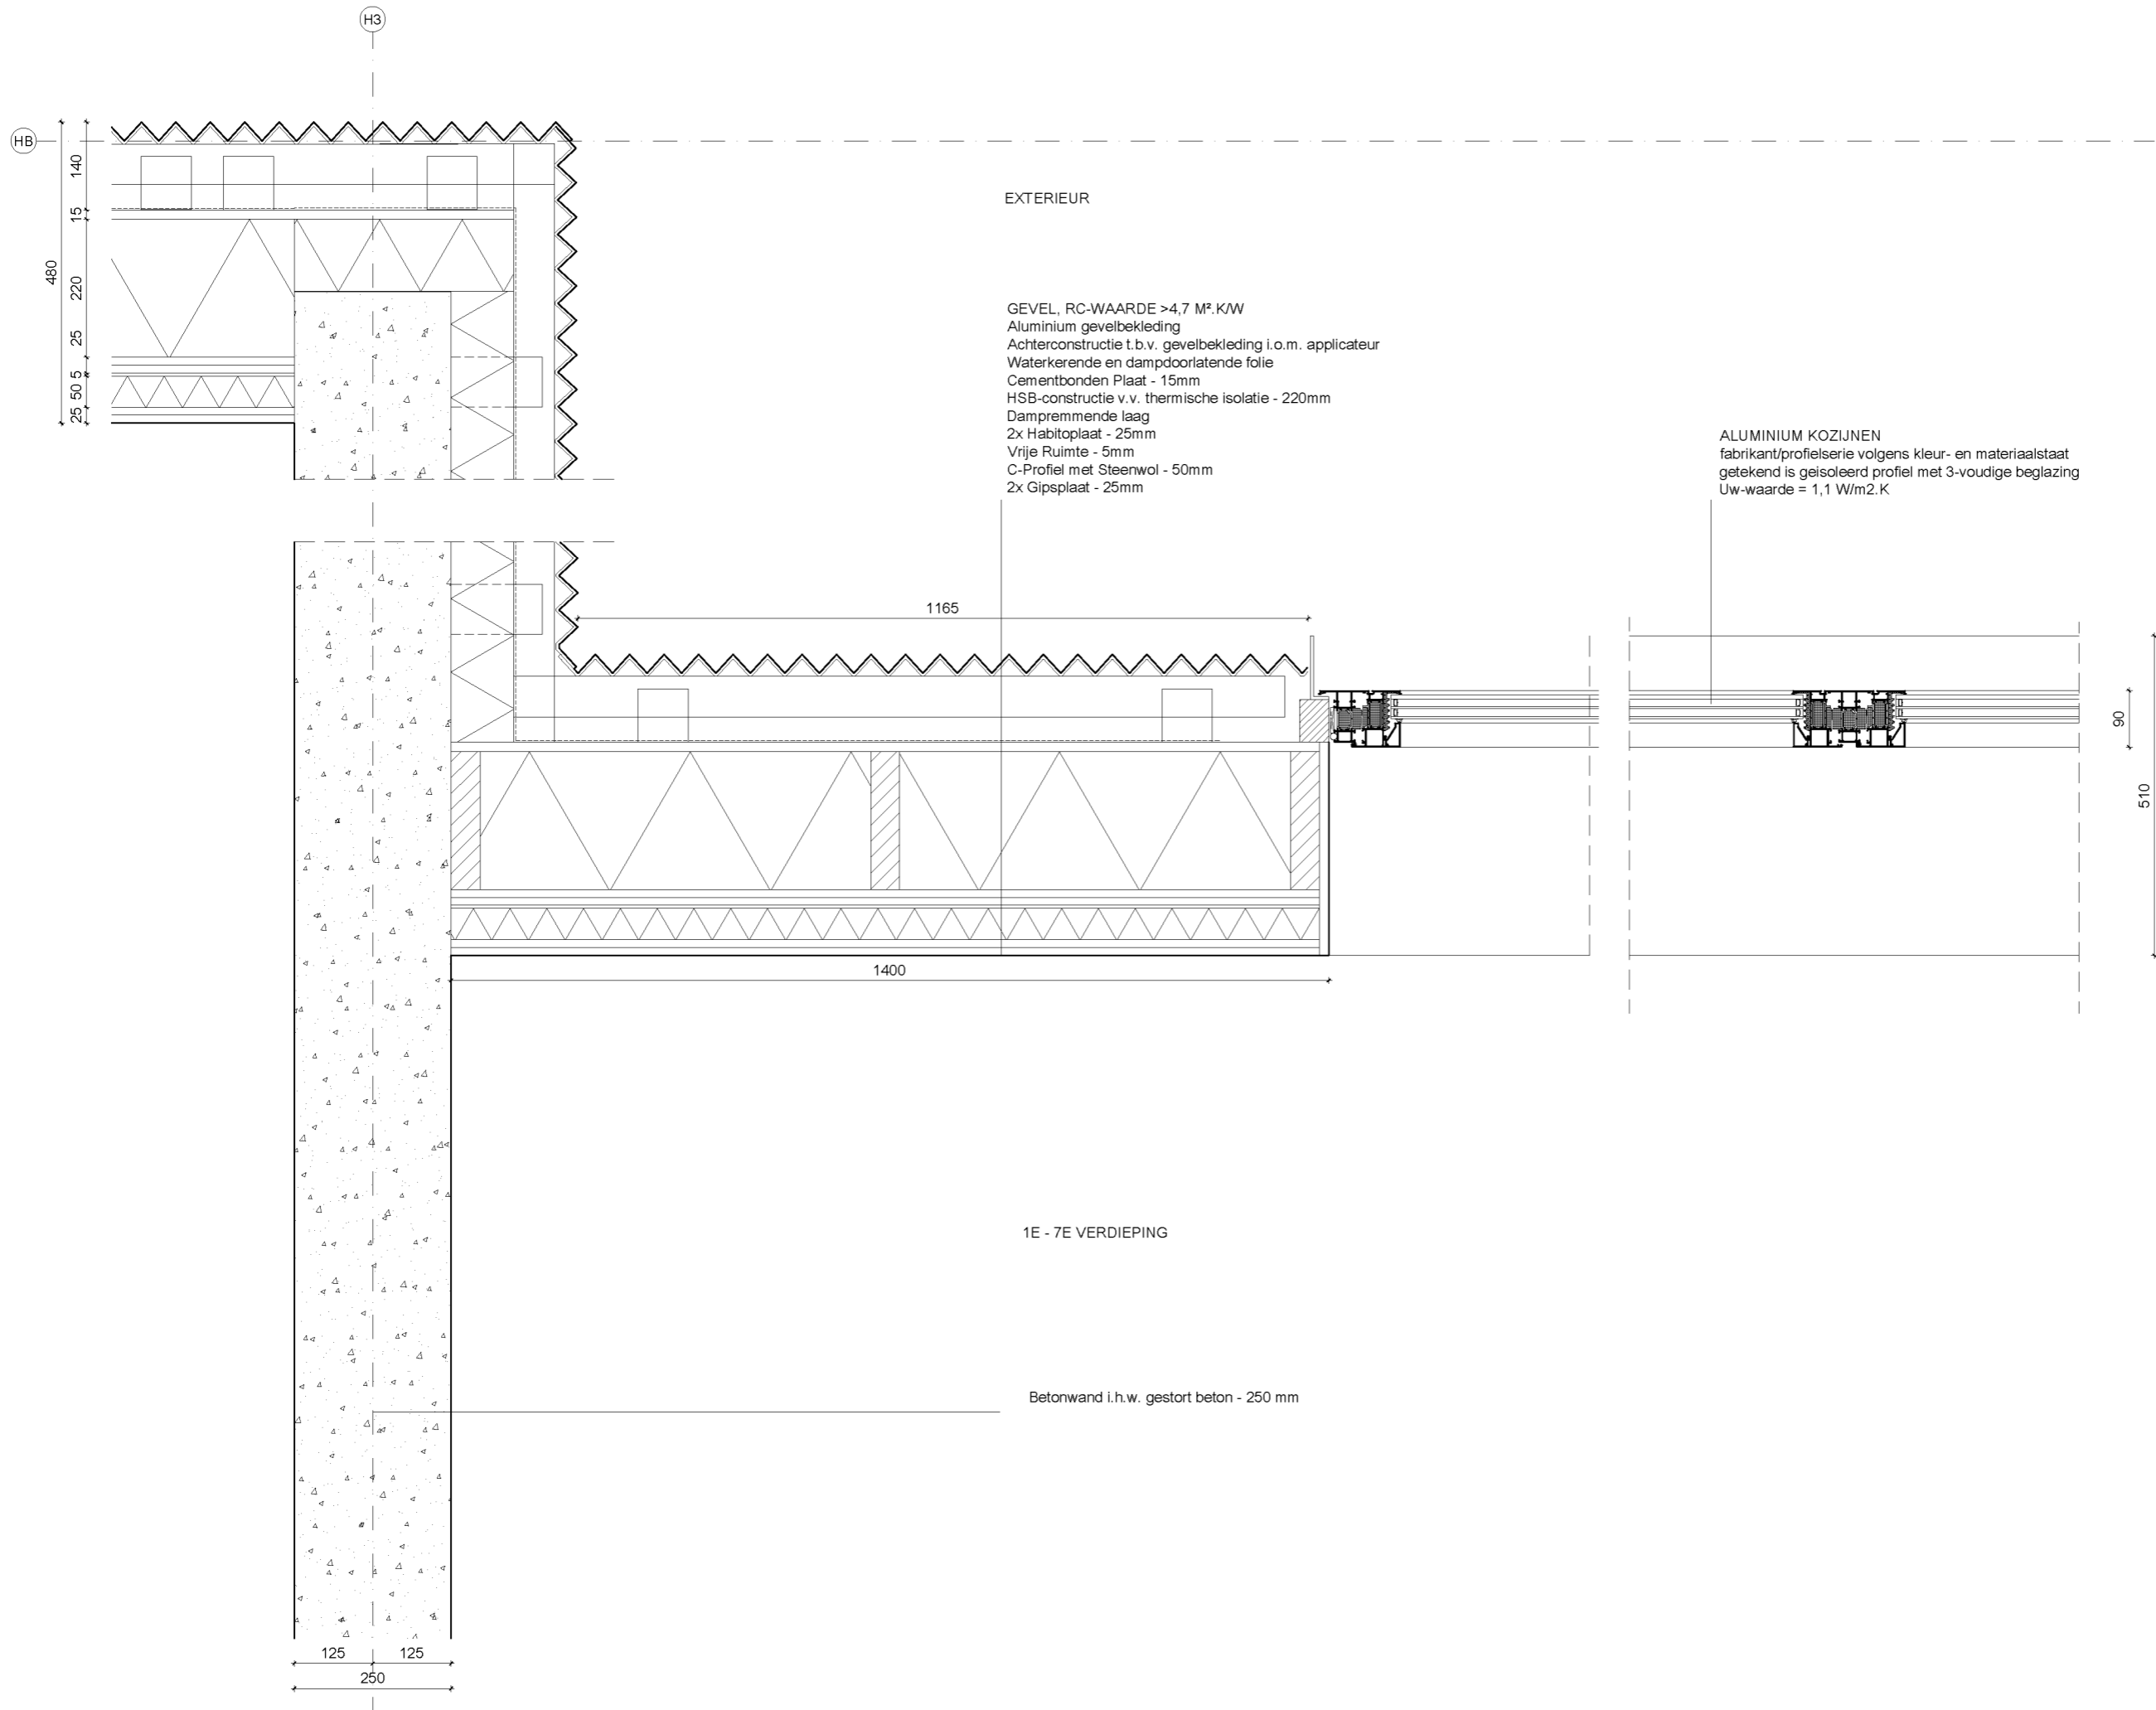 H3
HB
140
15
480
220
25
5
50
25
EXTERIEUR
GEVEL, RC-WAARDE >4,7 M².K/W
Aluminium gevelbekleding
Achterconstructie t.b.v. gevelbekleding i.o.m. applicateur
Waterkerende en dampdoorlatende folie
Cementbonden Plaat - 15mm
HSB-constructie v.v. thermische isolatie - 220mm
Dampremmende laag
2x Habitoplaat - 25mm
Vrije Ruimte - 5mm
C-Profiel met Steenwol - 50mm
2x Gipsplaat - 25mm
ALUMINIUM KOZIJNEN
fabrikant/profielserie volgens kleur- en materiaalstaat
getekend is geisoleerd profiel met 3-voudige beglazing
Uw-waarde = 1,1 W/m2.K
1165
90
510
1400
1E - 7E VERDIEPING
Betonwand i.h.w. gestort beton - 250 mm
125 125
250